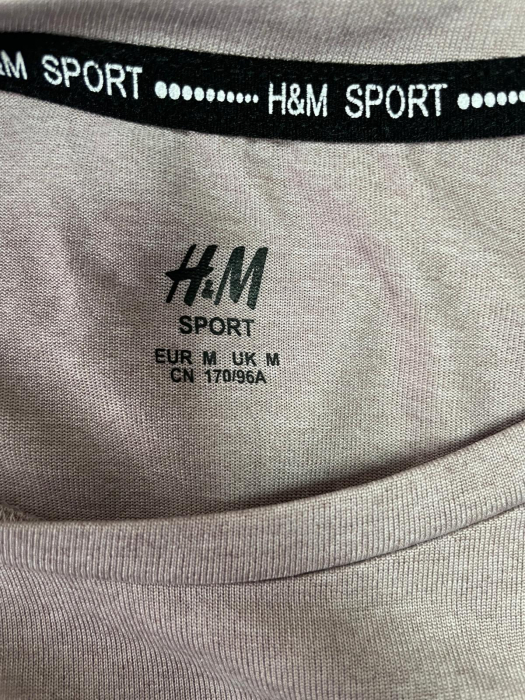 &M SPORT •••••••••• H&M SPORT ••••••
H&M
SPORT
EUR M UK M
CN 170/96A